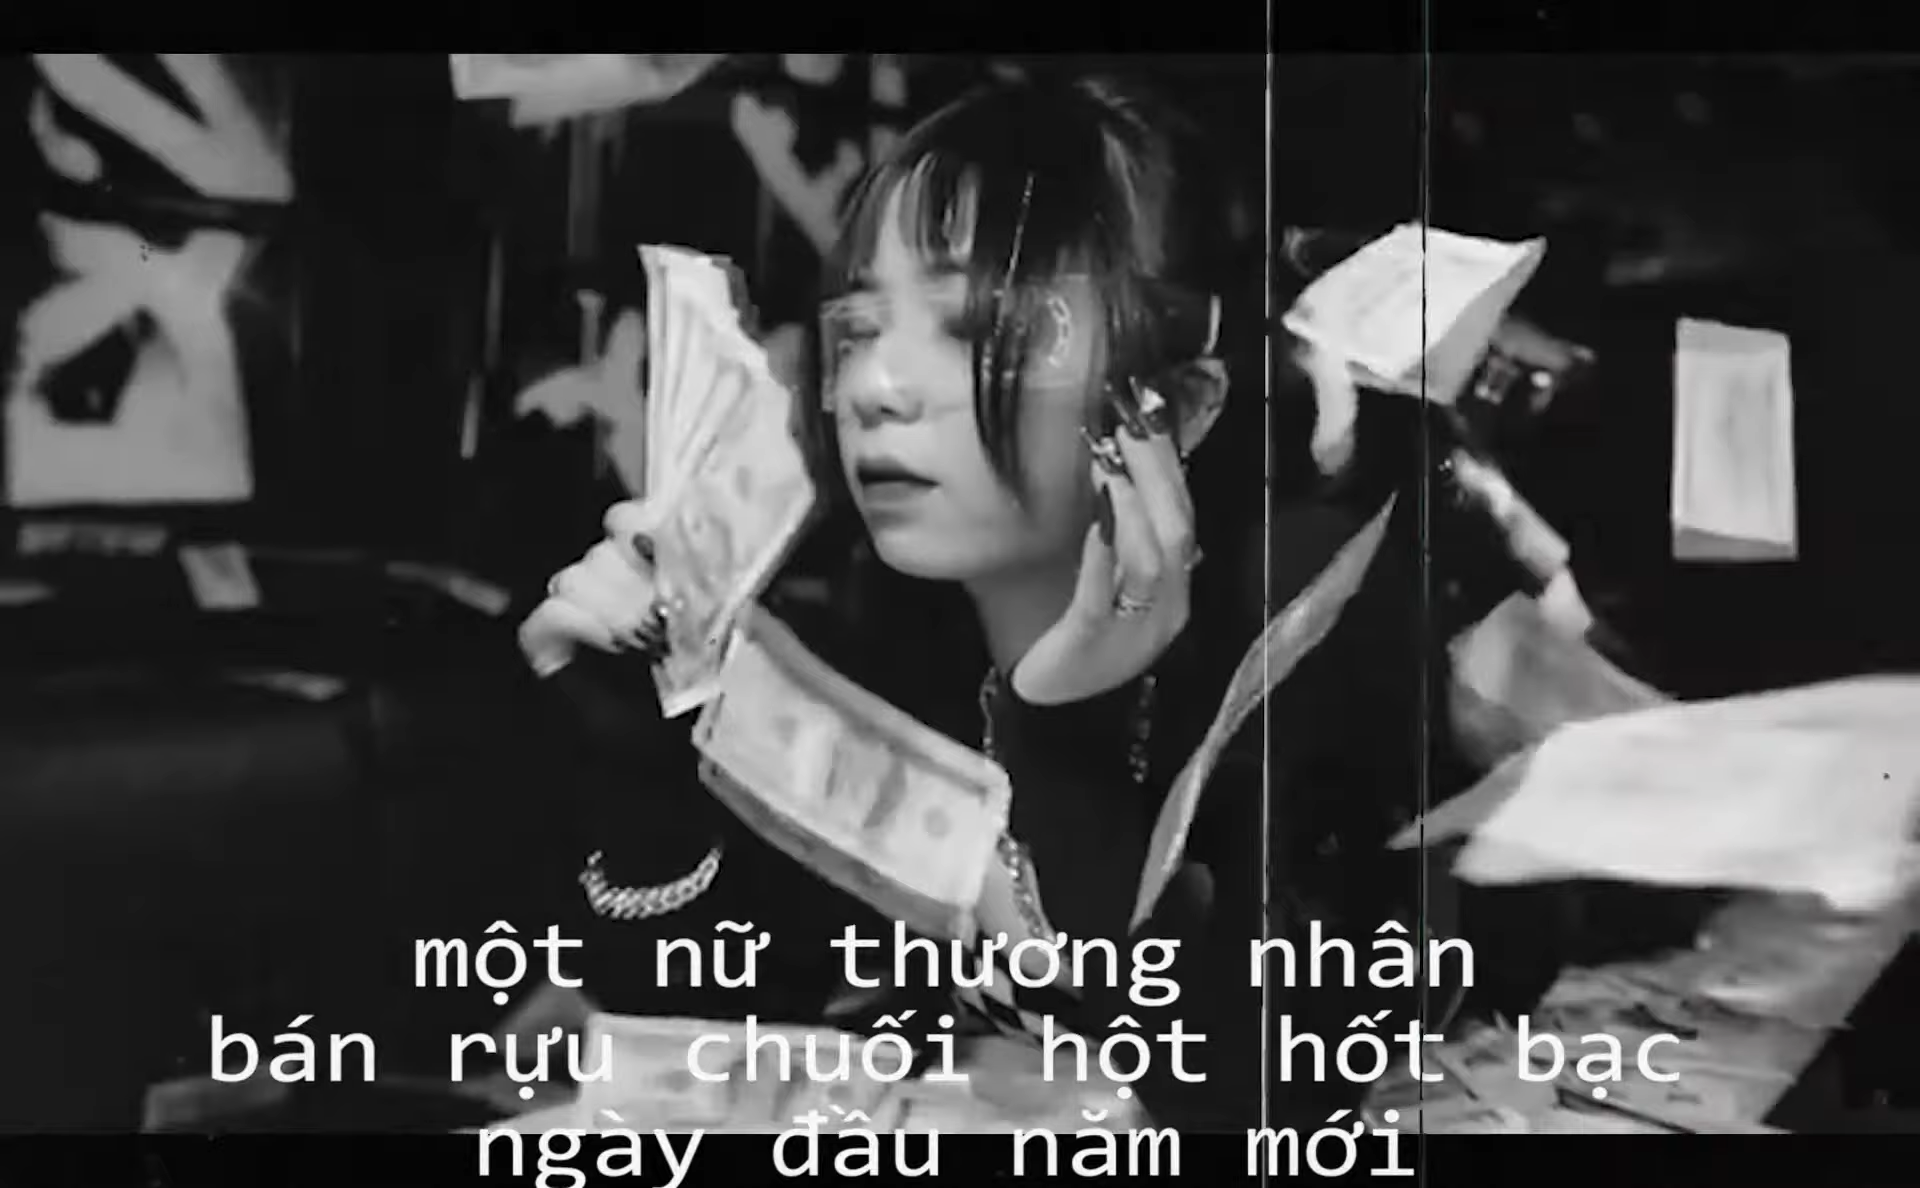 một nữ thương nhân
bán rựu chuối hột hốt bạc
ngày đầu năm mới